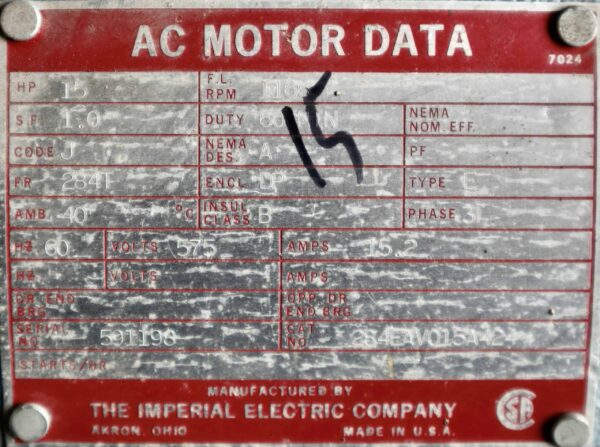 AC MOTOR DATA
7024
HP 15 F.L. RPM
15
S.F. 1.0 DUTY NEMA NOM. EFF.
CODE J NEMA DES. A PF
FR 284T ENCL DP TYPE
AMB 40 °C INSUL CLASS B PHASE 3
HZ 60 VOLTS 575 AMPS 15.2
HZ VOLTS AMPS
DR END BRG OPP DR END BRG
SERIAL NO 591198 CAT NO
STARTS/HR
MANUFACTURED BY
THE IMPERIAL ELECTRIC COMPANY
AKRON, OHIO MADE IN U.S.A.